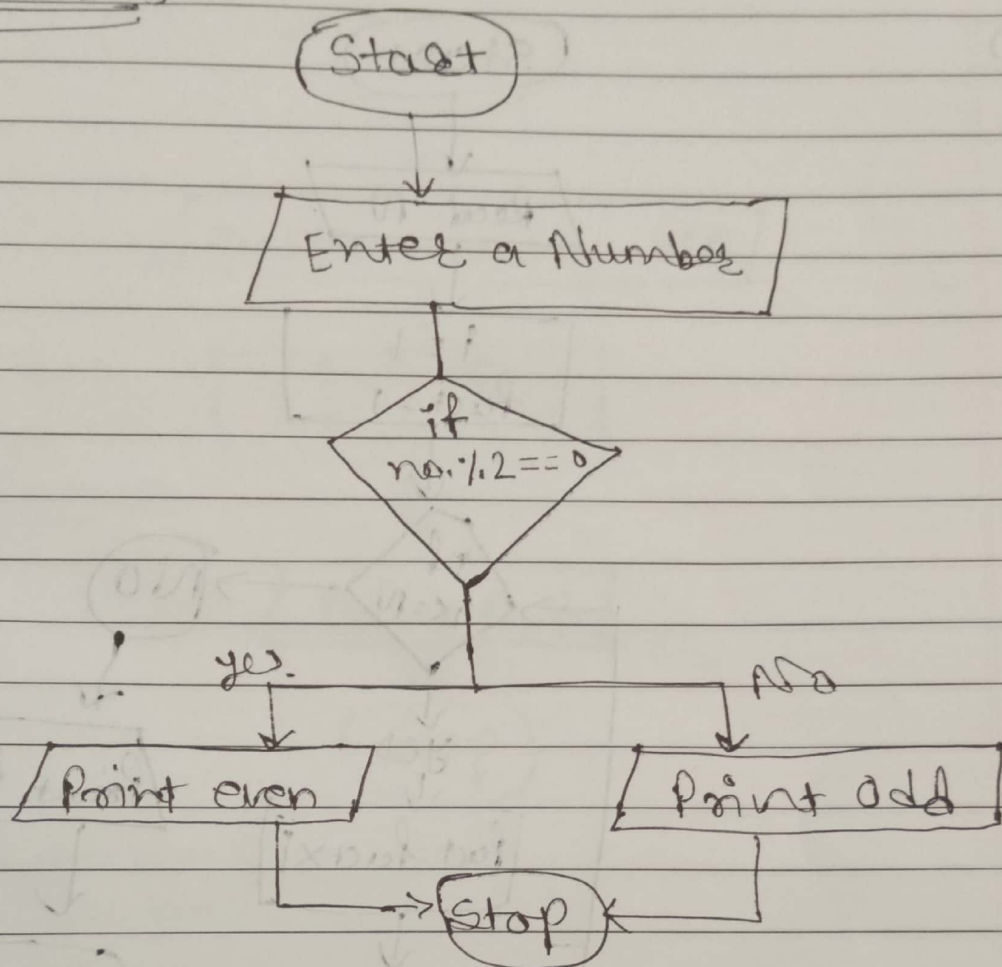 Start
Enter a Number
if
no.%2==0
yes.
No
Print even
Print odd
Stop